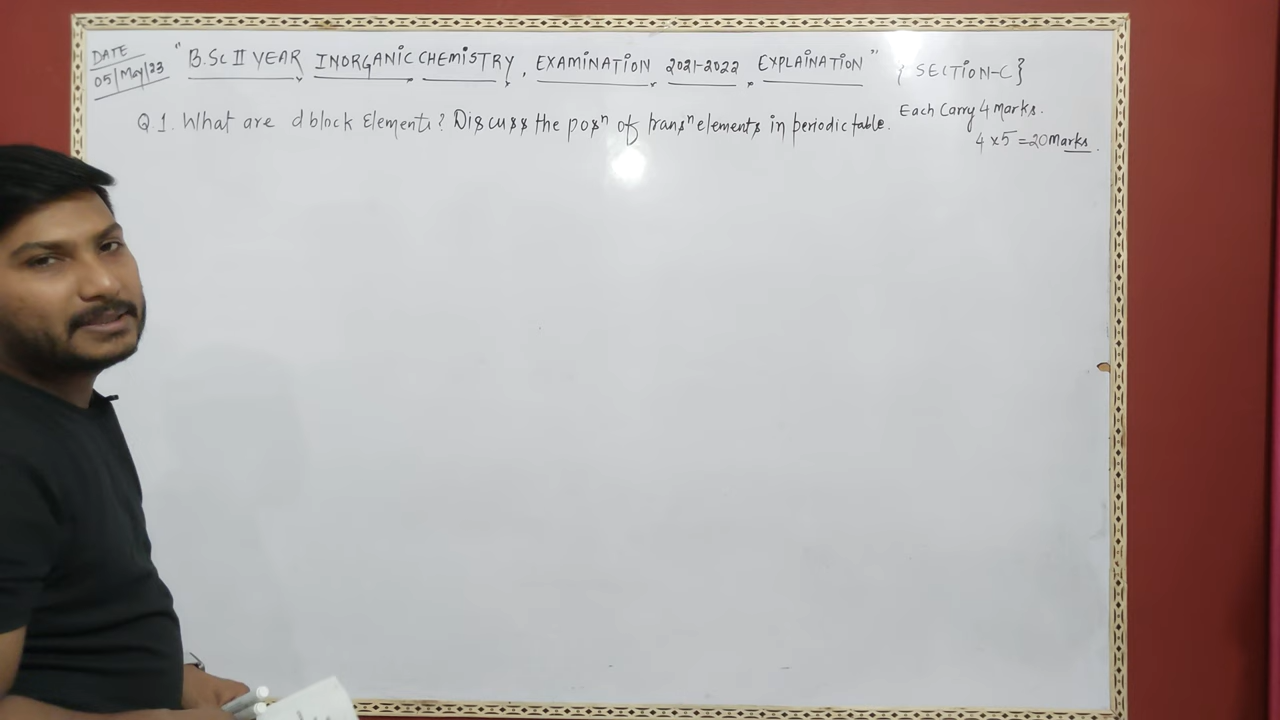 DATE
05/May/23
"B.Sc II YEAR INORGANIC CHEMISTRY, EXAMINATION 2021-2022, EXPLAINATION" { SECTION-C}
Q 1. What are d block Elements? Discuss the posⁿ of transⁿ elements in periodic table.
Each Carry 4 Marks.
4 x 5 = 20 Marks.